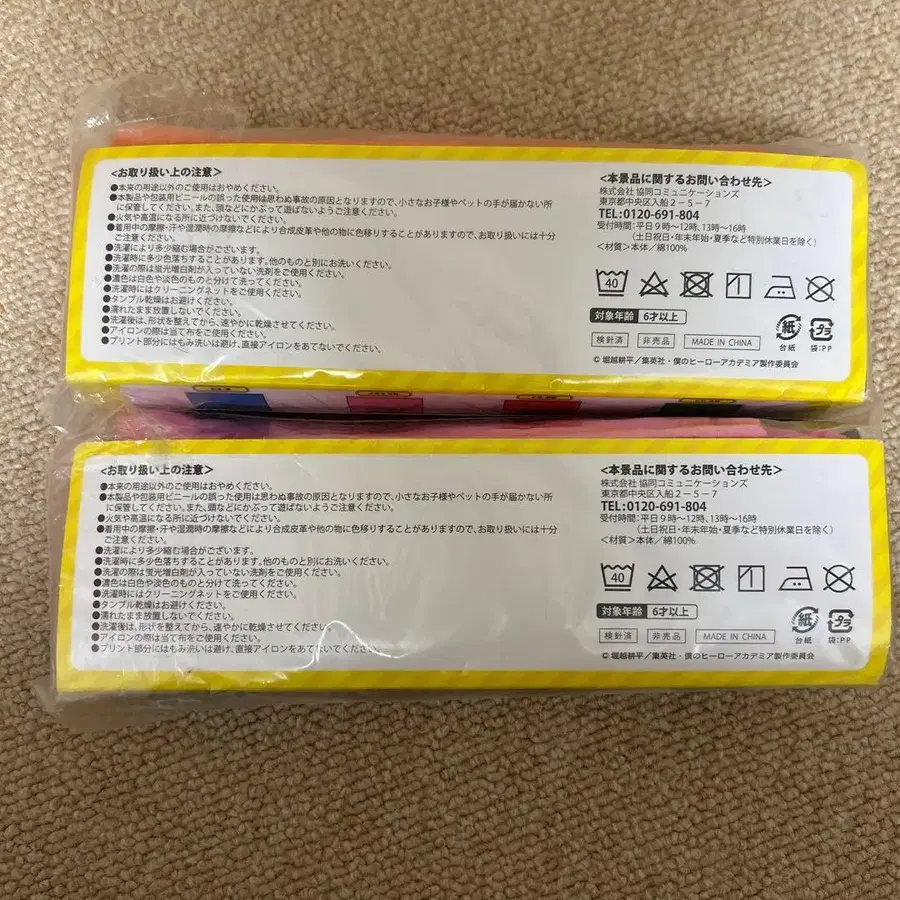 <お取り扱い上の注意>
●本来の用途以外のご使用はおやめください。
●本製品や包装用ビニールの誤った使用は思わぬ事故の原因となりますので、小さなお子様やペットの手が届かない所
に保管してください。また、頭などにかぶって遊ばないようご注意ください。
●火気や高温になる所に近づけないでください。
●着用中の摩擦・汗や湿潤時の摩擦などにより合成皮革や他の物に色移りすることがありますので、お取り扱いには十分
ご注意ください。
●洗濯により多少縮む場合がございます。
●洗濯時に多少色落ちすることがあります。他のものと別にお洗いください。
●洗濯の際は蛍光増白剤が入っていない洗剤をご使用ください。
●濃色は白色や淡色のものと分けて洗ってください。
●洗濯時にはクリーニングネットをご使用ください。
●タンブル乾燥はお避けください。
●濡れたまま放置しないでください。
●洗濯後は、形状を整えてから、速やかに乾燥させてください。
●アイロンの際は当て布をご使用ください。
●プリント部分にはもみ洗いは避け、直接アイロンをあてないでください。
<本景品に関するお問い合わせ先>
株式会社 協同コミュニケーションズ
東京都中央区入船2-5-7
TEL:0120-691-804
受付時間:平日9時〜12時、13時〜16時
(土日祝日・年末年始・夏季など特別休業日を除く)
<材質>本体/綿100%
40
対象年齢 6才以上
紙 プラ
台紙 袋:PP
検針済 非売品 MADE IN CHINA
© 堀越耕平/集英社・僕のヒーローアカデミア製作委員会
<お取り扱い上の注意>
●本来の用途以外のご使用はおやめください。
●本製品や包装用ビニールの誤った使用は思わぬ事故の原因となりますので、小さなお子様やペットの手が届かない所
に保管してください。また、頭などにかぶって遊ばないようご注意ください。
●火気や高温になる所に近づけないでください。
●着用中の摩擦・汗や湿潤時の摩擦などにより合成皮革や他の物に色移りすることがありますので、お取り扱いには十分
ご注意ください。
●洗濯により多少縮む場合がございます。
●洗濯時に多少色落ちすることがあります。他のものと別にお洗いください。
●洗濯の際は蛍光増白剤が入っていない洗剤をご使用ください。
●濃色は白色や淡色のものと分けて洗ってください。
●洗濯時にはクリーニングネットをご使用ください。
●タンブル乾燥はお避けください。
●濡れたまま放置しないでください。
●洗濯後は、形状を整えてから、速やかに乾燥させてください。
●アイロンの際は当て布をご使用ください。
●プリント部分にはもみ洗いは避け、直接アイロンをあてないでください。
<本景品に関するお問い合わせ先>
株式会社 協同コミュニケーションズ
東京都中央区入船2-5-7
TEL:0120-691-804
受付時間:平日9時〜12時、13時〜16時
(土日祝日・年末年始・夏季など特別休業日を除く)
<材質>本体/綿100%
40
対象年齢 6才以上
紙 プラ
台紙 袋:PP
検針済 非売品 MADE IN CHINA
© 堀越耕平/集英社・僕のヒーローアカデミア製作委員会